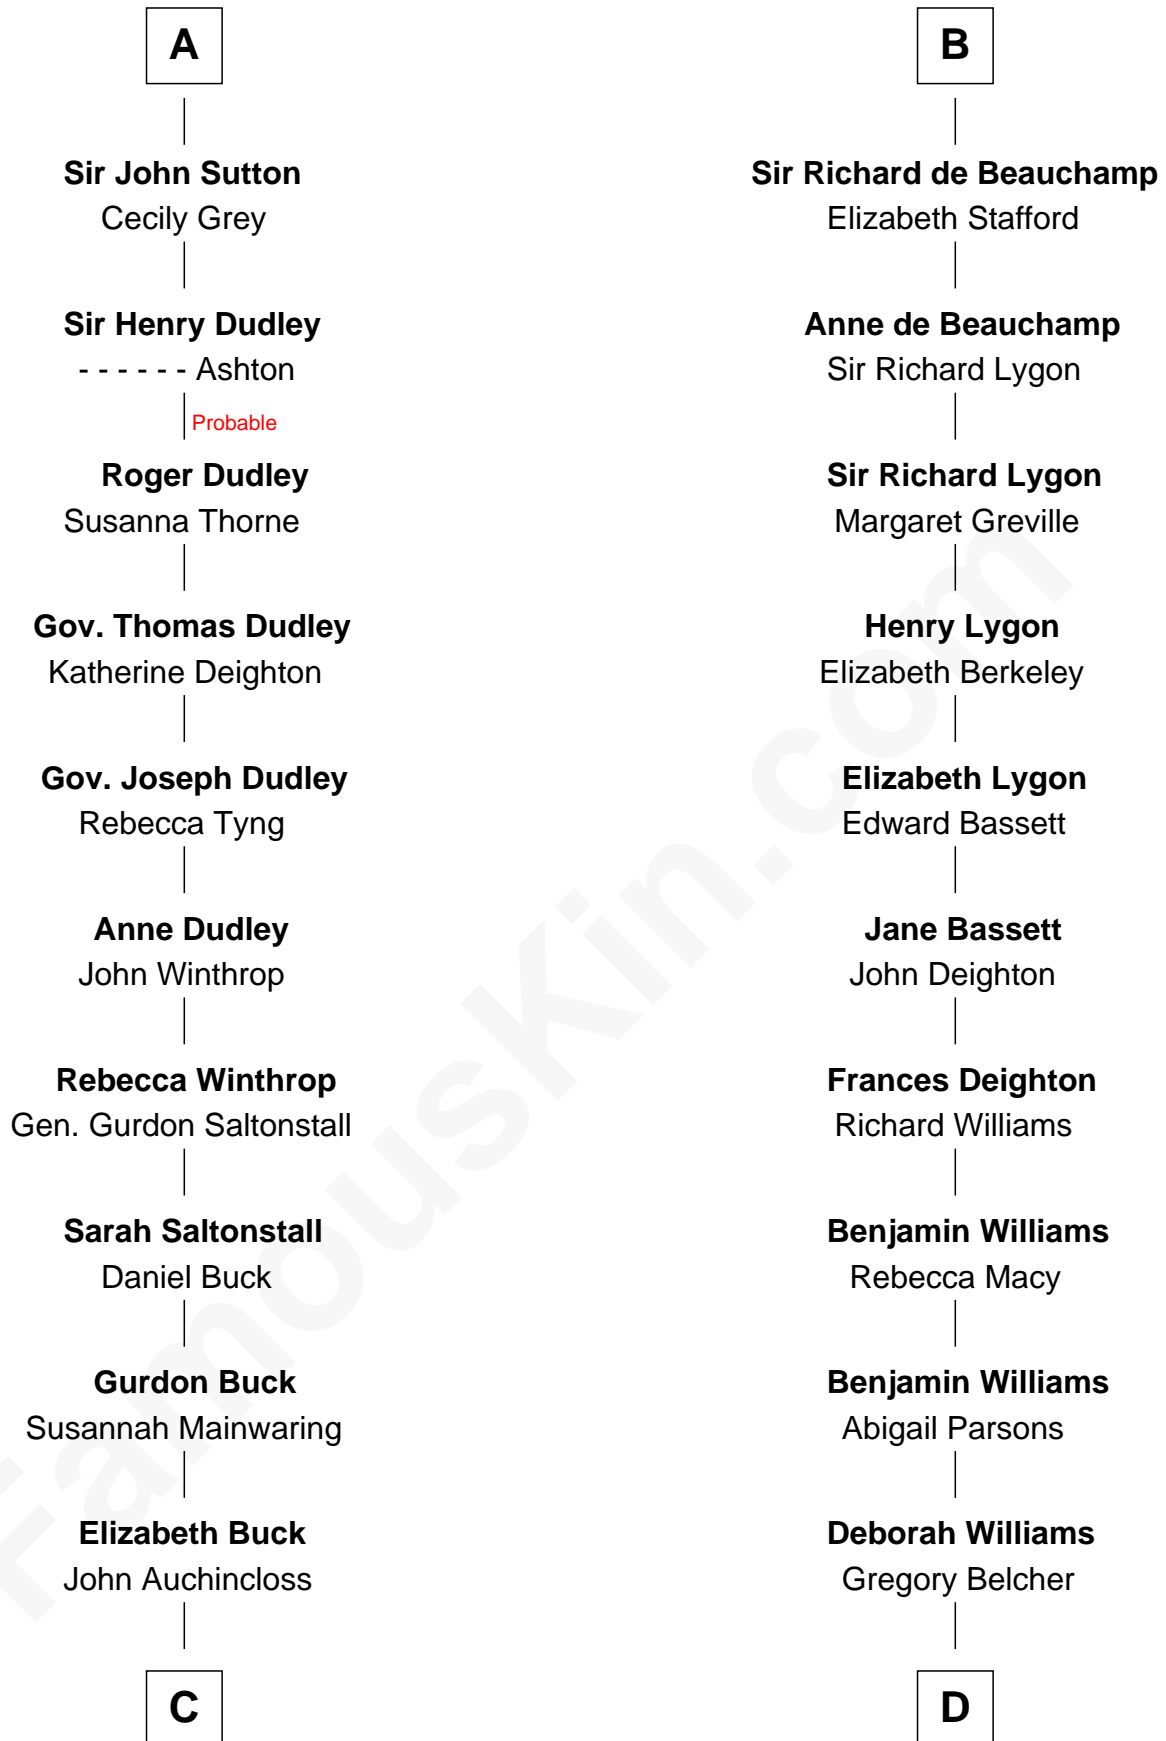 A
Sir John Sutton
Cecily Grey
Sir Henry Dudley
- - - - - - Ashton
Probable
Roger Dudley
Susanna Thorne
Gov. Thomas Dudley
Katherine Deighton
Gov. Joseph Dudley
Rebecca Tyng
Anne Dudley
John Winthrop
Rebecca Winthrop
Gen. Gurdon Saltonstall
Sarah Saltonstall
Daniel Buck
Gurdon Buck
Susannah Mainwaring
Elizabeth Buck
John Auchincloss
C
B
Sir Richard de Beauchamp
Elizabeth Stafford
Anne de Beauchamp
Sir Richard Lygon
Sir Richard Lygon
Margaret Greville
Henry Lygon
Elizabeth Berkeley
Elizabeth Lygon
Edward Bassett
Jane Bassett
John Deighton
Frances Deighton
Richard Williams
Benjamin Williams
Rebecca Macy
Benjamin Williams
Abigail Parsons
Deborah Williams
Gregory Belcher
D
FamousKin.com